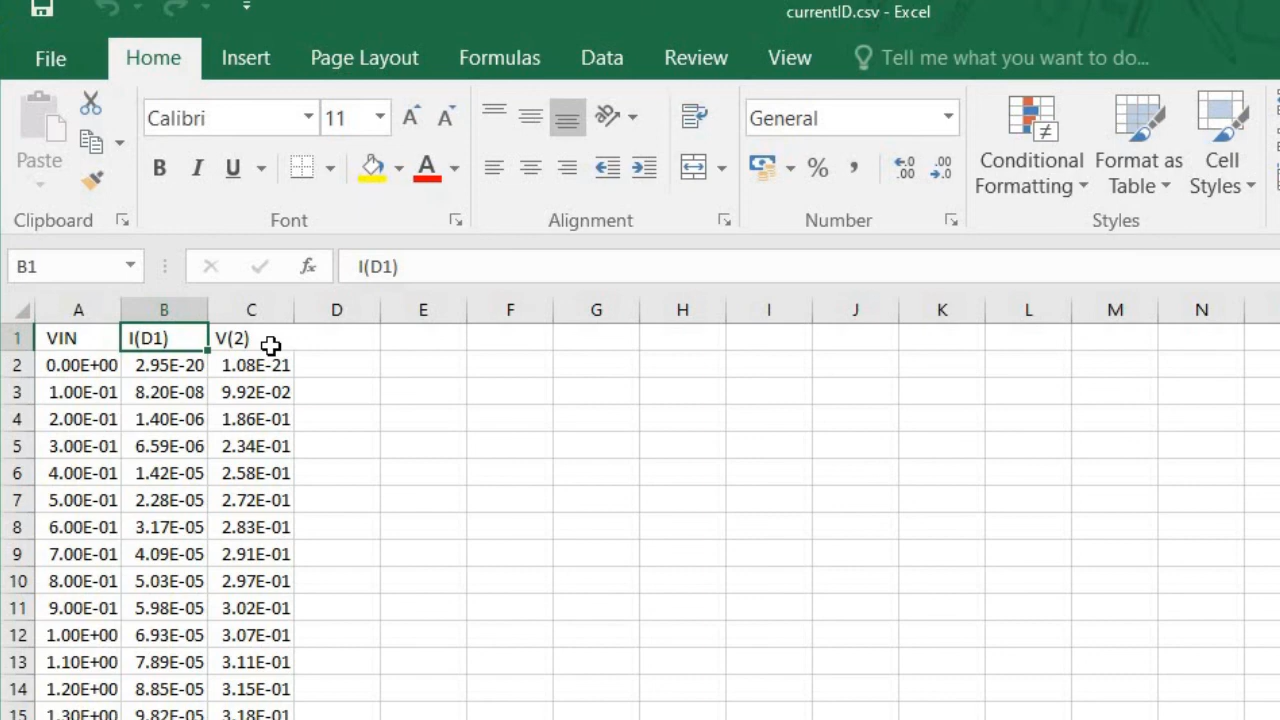 currentID.csv - Excel
File Home Insert Page Layout Formulas Data Review View Tell me what you want to do...
Calibri 11 General
Paste B I U A % Conditional Format as Cell
Formatting Table Styles
Clipboard Font Alignment Number Styles
B1 fx I(D1)
A B C D E F G H I J K L M N
1 VIN I(D1) V(2)
2 0.00E+00 2.95E-20 1.08E-21
3 1.00E-01 8.20E-08 9.92E-02
4 2.00E-01 1.40E-06 1.86E-01
5 3.00E-01 6.59E-06 2.34E-01
6 4.00E-01 1.42E-05 2.58E-01
7 5.00E-01 2.28E-05 2.72E-01
8 6.00E-01 3.17E-05 2.83E-01
9 7.00E-01 4.09E-05 2.91E-01
10 8.00E-01 5.03E-05 2.97E-01
11 9.00E-01 5.98E-05 3.02E-01
12 1.00E+00 6.93E-05 3.07E-01
13 1.10E+00 7.89E-05 3.11E-01
14 1.20E+00 8.85E-05 3.15E-01
15 1.30E+00 9.82E-05 3.18E-01